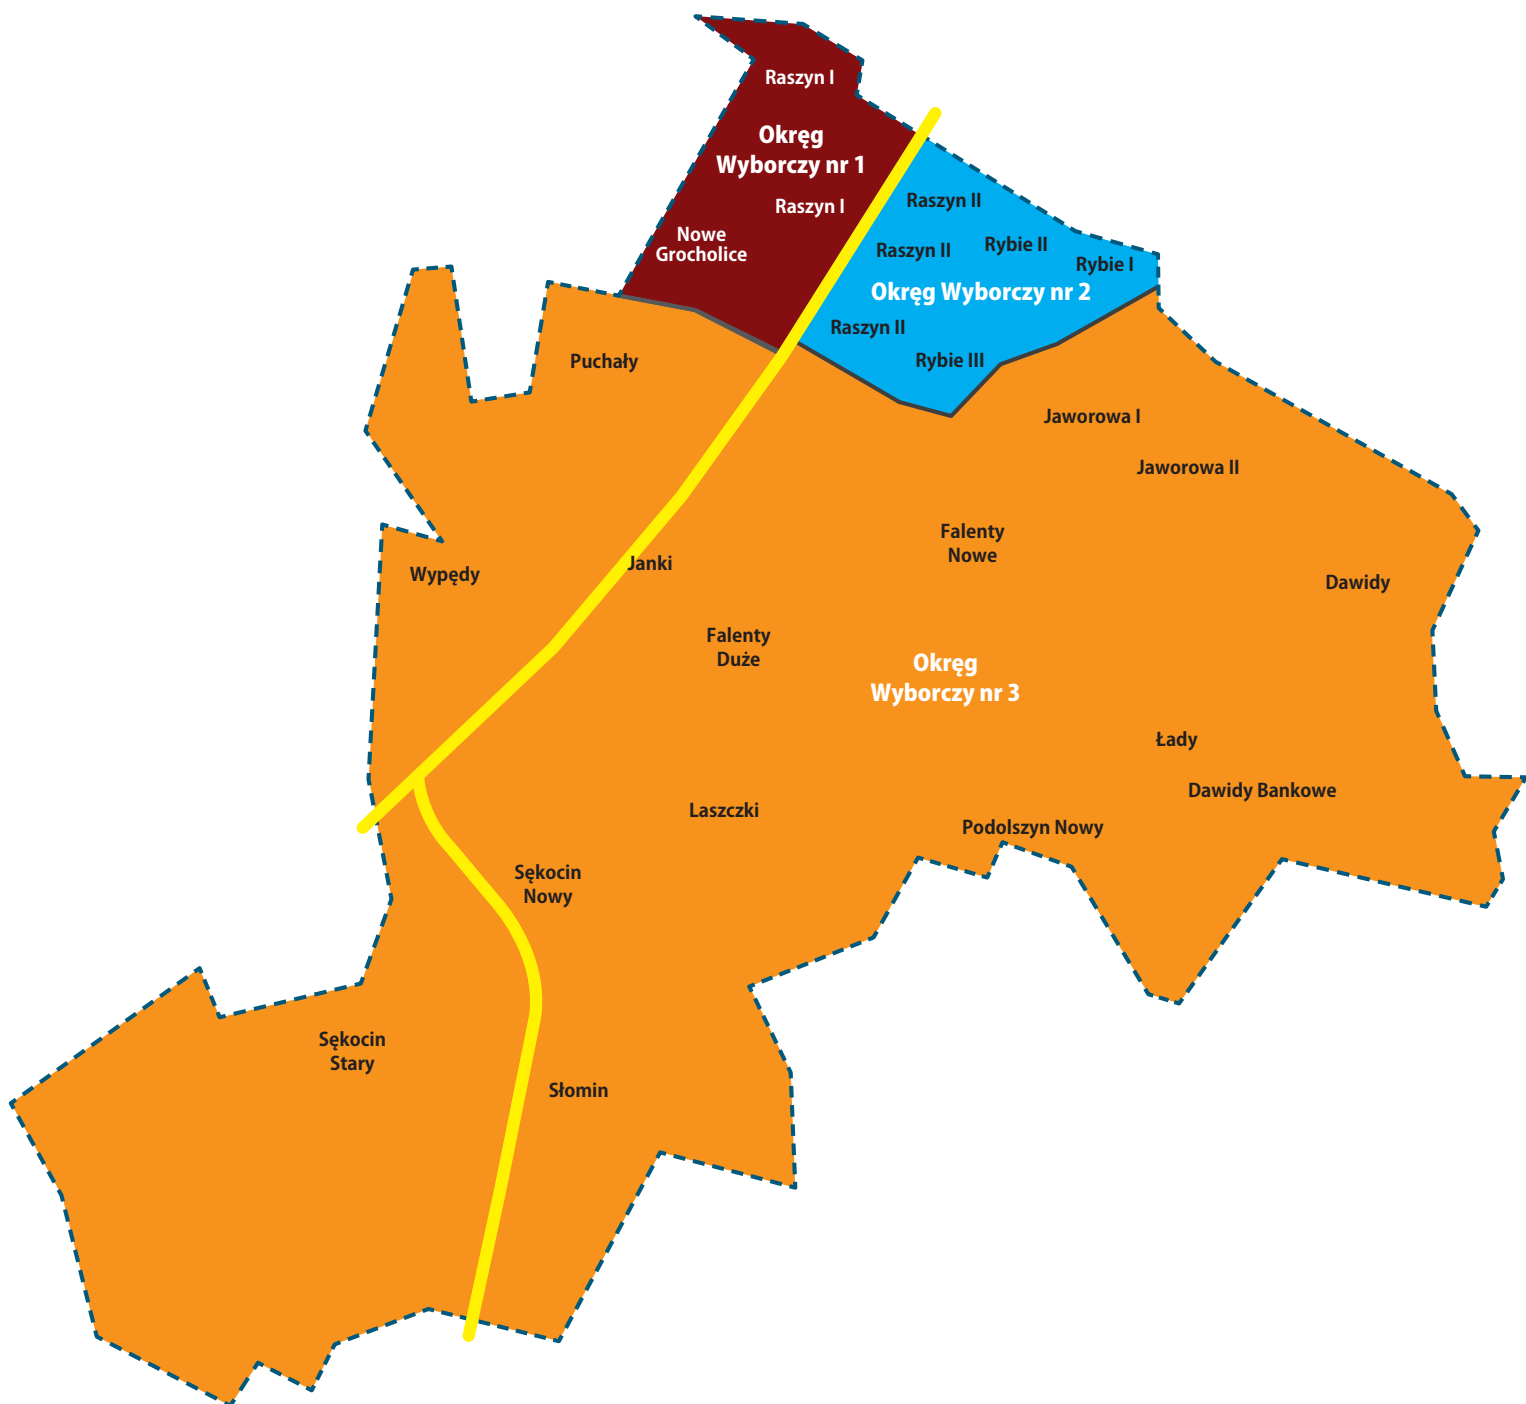 Raszyn I
Okręg
Wyborczy nr 1
Raszyn I
Nowe
Grocholice
Raszyn II
Raszyn II
Rybie II
Rybie I
Okręg Wyborczy nr 2
Raszyn II
Rybie III
Puchały
Jaworowa I
Jaworowa II
Falenty
Nowe
Janki
Wypędy
Dawidy
Falenty
Duże
Okręg
Wyborczy nr 3
Łady
Dawidy Bankowe
Laszczki
Podolszyn Nowy
Sękocin
Nowy
Sękocin
Stary
Słomin